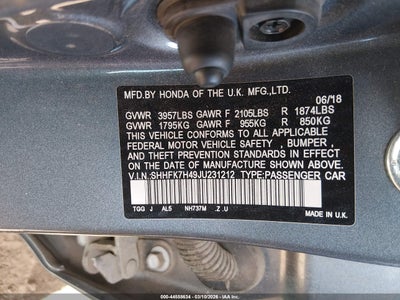 MFD.BY HONDA OF THE U.K. MFG.,LTD.
06/18
GVWR 3957LBS GAWR F 2105LBS R 1874LBS
GVWR 1795KG GAWR F 955KG R 850KG
THIS VEHICLE CONFORMS TO ALL APPLICABLE
FEDERAL MOTOR VEHICLE SAFETY , BUMPER ,
AND THEFT PREVENTION STANDARDS IN EFFECT
ON THE DATE OF MANUFACTURE SHOWN ABOVE.
V.I.N.:SHHFK7H49JU231212 TYPE:PASSENGER CAR
TGG J AL5 NH737M .Z .U
MADE IN U.K.
000-44558634 - 03/10/2026 - IAAI Copart